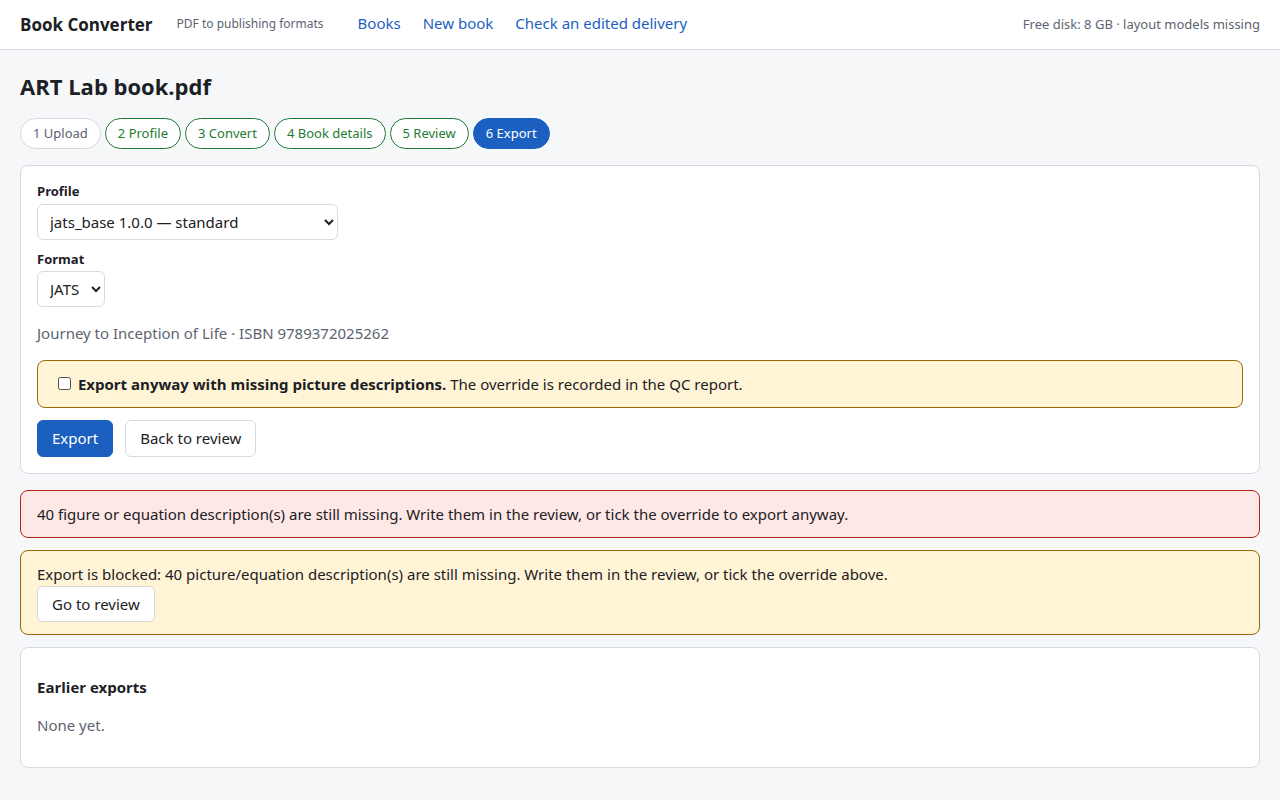 Book Converter PDF to publishing formats Books New book Check an edited delivery Free disk: 8 GB · layout models missing
ART Lab book.pdf
1 Upload 2 Profile 3 Convert 4 Book details 5 Review 6 Export
Profile
jats_base 1.0.0 — standard
Format
JATS
Journey to Inception of Life · ISBN 9789372025262
Export anyway with missing picture descriptions. The override is recorded in the QC report.
Export Back to review
40 figure or equation description(s) are still missing. Write them in the review, or tick the override to export anyway.
Export is blocked: 40 picture/equation description(s) are still missing. Write them in the review, or tick the override above.
Go to review
Earlier exports
None yet.